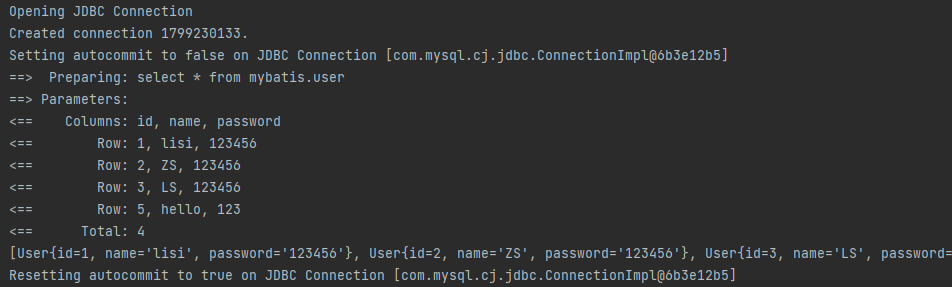 Opening JDBC Connection
Created connection 1799230133.
Setting autocommit to false on JDBC Connection [com.mysql.cj.jdbc.ConnectionImpl@6b3e12b5]
==>  Preparing: select * from mybatis.user
==> Parameters:
<==    Columns: id, name, password
<==        Row: 1, lisi, 123456
<==        Row: 2, ZS, 123456
<==        Row: 3, LS, 123456
<==        Row: 5, hello, 123
<==      Total: 4
[User{id=1, name='lisi', password='123456'}, User{id=2, name='ZS', password='123456'}, User{id=3, name='LS', password=
Resetting autocommit to true on JDBC Connection [com.mysql.cj.jdbc.ConnectionImpl@6b3e12b5]